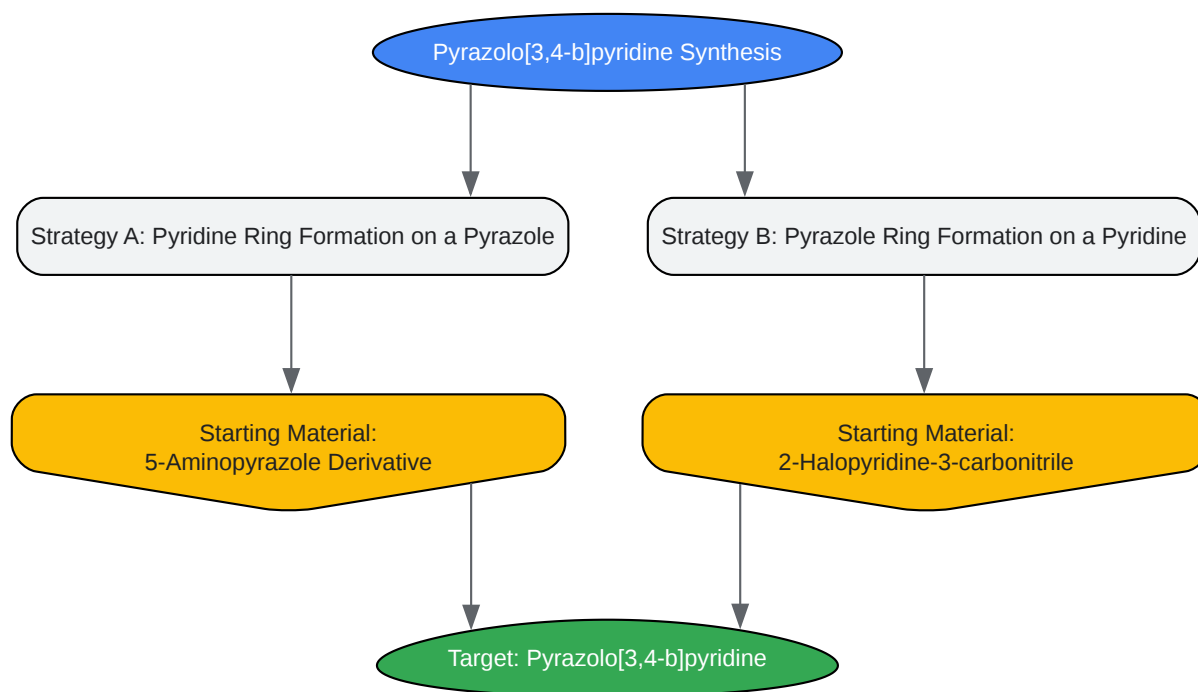 Pyrazolo[3,4-b]pyridine Synthesis
Strategy A: Pyridine Ring Formation on a Pyrazole
Strategy B: Pyrazole Ring Formation on a Pyridine
Starting Material:
5-Aminopyrazole Derivative
Starting Material:
2-Halopyridine-3-carbonitrile
Target: Pyrazolo[3,4-b]pyridine